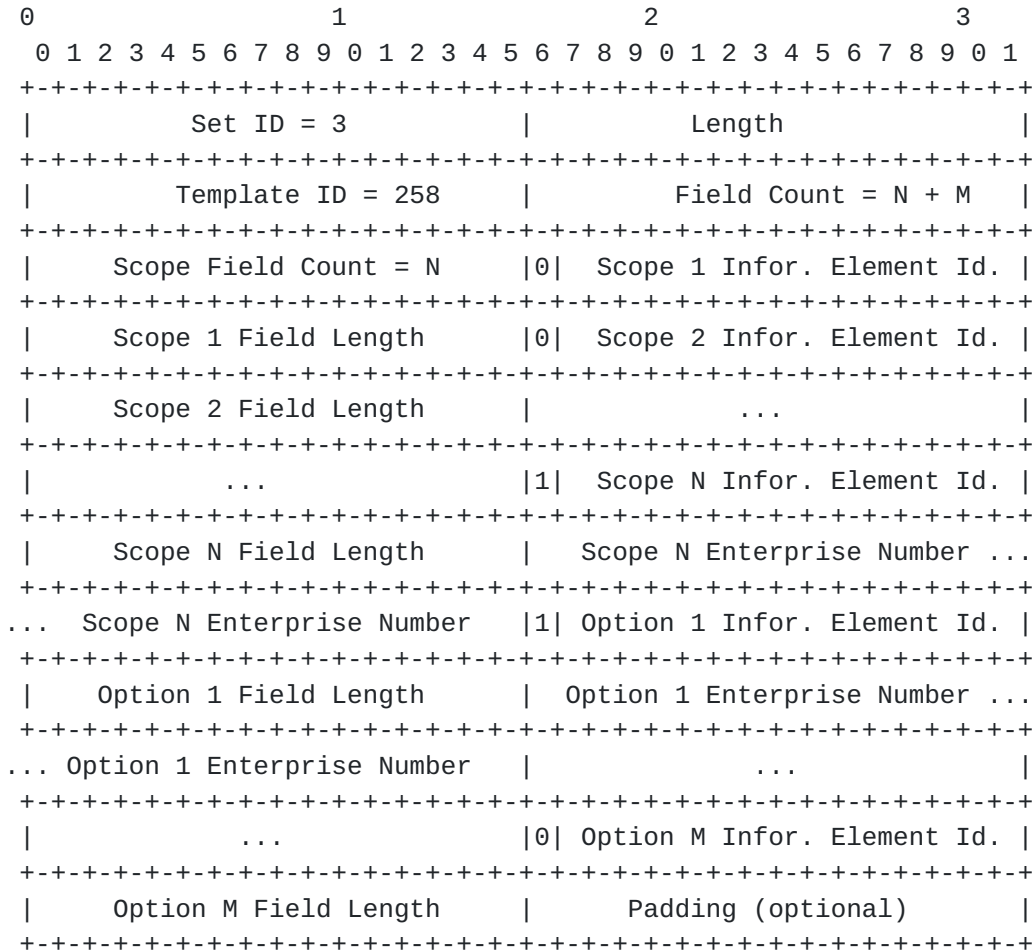 0                   1                   2                   3
  0 1 2 3 4 5 6 7 8 9 0 1 2 3 4 5 6 7 8 9 0 1 2 3 4 5 6 7 8 9 0 1
 +-+-+-+-+-+-+-+-+-+-+-+-+-+-+-+-+-+-+-+-+-+-+-+-+-+-+-+-+-+-+-+-+
 |          Set ID = 3           |          Length               |
 +-+-+-+-+-+-+-+-+-+-+-+-+-+-+-+-+-+-+-+-+-+-+-+-+-+-+-+-+-+-+-+-+
 |         Template ID = 258     |         Field Count = N + M   |
 +-+-+-+-+-+-+-+-+-+-+-+-+-+-+-+-+-+-+-+-+-+-+-+-+-+-+-+-+-+-+-+-+
 |     Scope Field Count = N     |0|  Scope 1 Infor. Element Id. |
 +-+-+-+-+-+-+-+-+-+-+-+-+-+-+-+-+-+-+-+-+-+-+-+-+-+-+-+-+-+-+-+-+
 |     Scope 1 Field Length      |0|  Scope 2 Infor. Element Id. |
 +-+-+-+-+-+-+-+-+-+-+-+-+-+-+-+-+-+-+-+-+-+-+-+-+-+-+-+-+-+-+-+-+
 |     Scope 2 Field Length      |             ...               |
 +-+-+-+-+-+-+-+-+-+-+-+-+-+-+-+-+-+-+-+-+-+-+-+-+-+-+-+-+-+-+-+-+
 |            ...                |1|  Scope N Infor. Element Id. |
 +-+-+-+-+-+-+-+-+-+-+-+-+-+-+-+-+-+-+-+-+-+-+-+-+-+-+-+-+-+-+-+-+
 |     Scope N Field Length      |   Scope N Enterprise Number ...
 +-+-+-+-+-+-+-+-+-+-+-+-+-+-+-+-+-+-+-+-+-+-+-+-+-+-+-+-+-+-+-+-+
...  Scope N Enterprise Number   |1| Option 1 Infor. Element Id. |
 +-+-+-+-+-+-+-+-+-+-+-+-+-+-+-+-+-+-+-+-+-+-+-+-+-+-+-+-+-+-+-+-+
 |    Option 1 Field Length      |  Option 1 Enterprise Number ...
 +-+-+-+-+-+-+-+-+-+-+-+-+-+-+-+-+-+-+-+-+-+-+-+-+-+-+-+-+-+-+-+-+
... Option 1 Enterprise Number   |              ...              |
 +-+-+-+-+-+-+-+-+-+-+-+-+-+-+-+-+-+-+-+-+-+-+-+-+-+-+-+-+-+-+-+-+
 |             ...               |0| Option M Infor. Element Id. |
 +-+-+-+-+-+-+-+-+-+-+-+-+-+-+-+-+-+-+-+-+-+-+-+-+-+-+-+-+-+-+-+-+
 |     Option M Field Length     |      Padding (optional)       |
 +-+-+-+-+-+-+-+-+-+-+-+-+-+-+-+-+-+-+-+-+-+-+-+-+-+-+-+-+-+-+-+-+